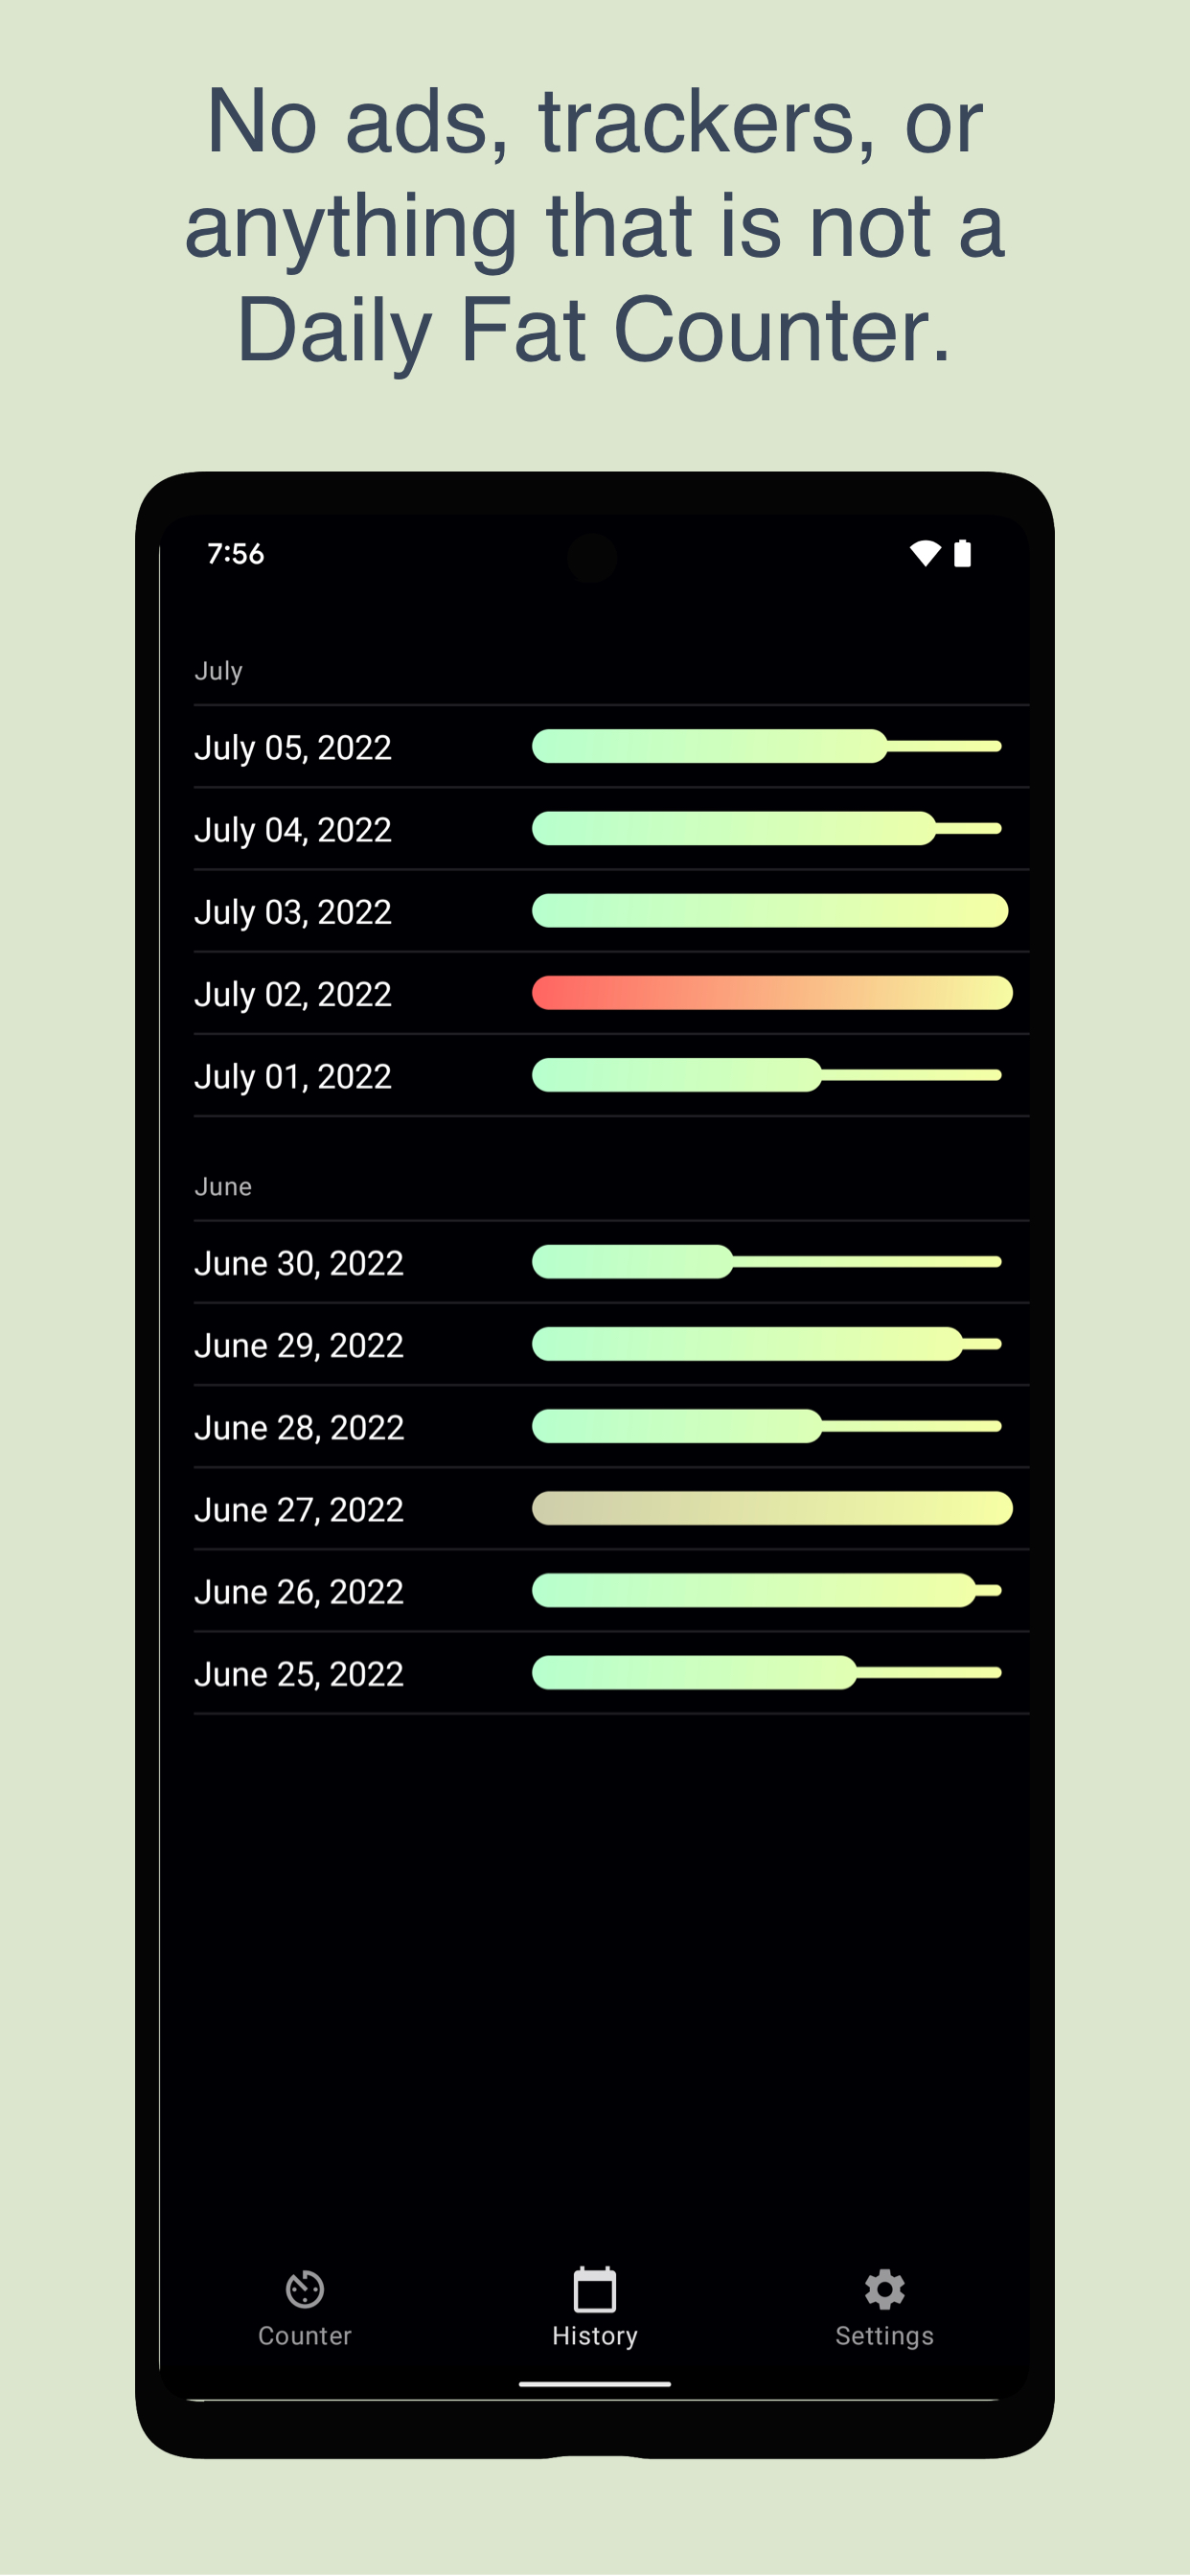 No ads, trackers, or
anything that is not a
Daily Fat Counter.
7:56
July
July 05, 2022
July 04, 2022
July 03, 2022
July 02, 2022
July 01, 2022
June
June 30, 2022
June 29, 2022
June 28, 2022
June 27, 2022
June 26, 2022
June 25, 2022
Counter History Settings